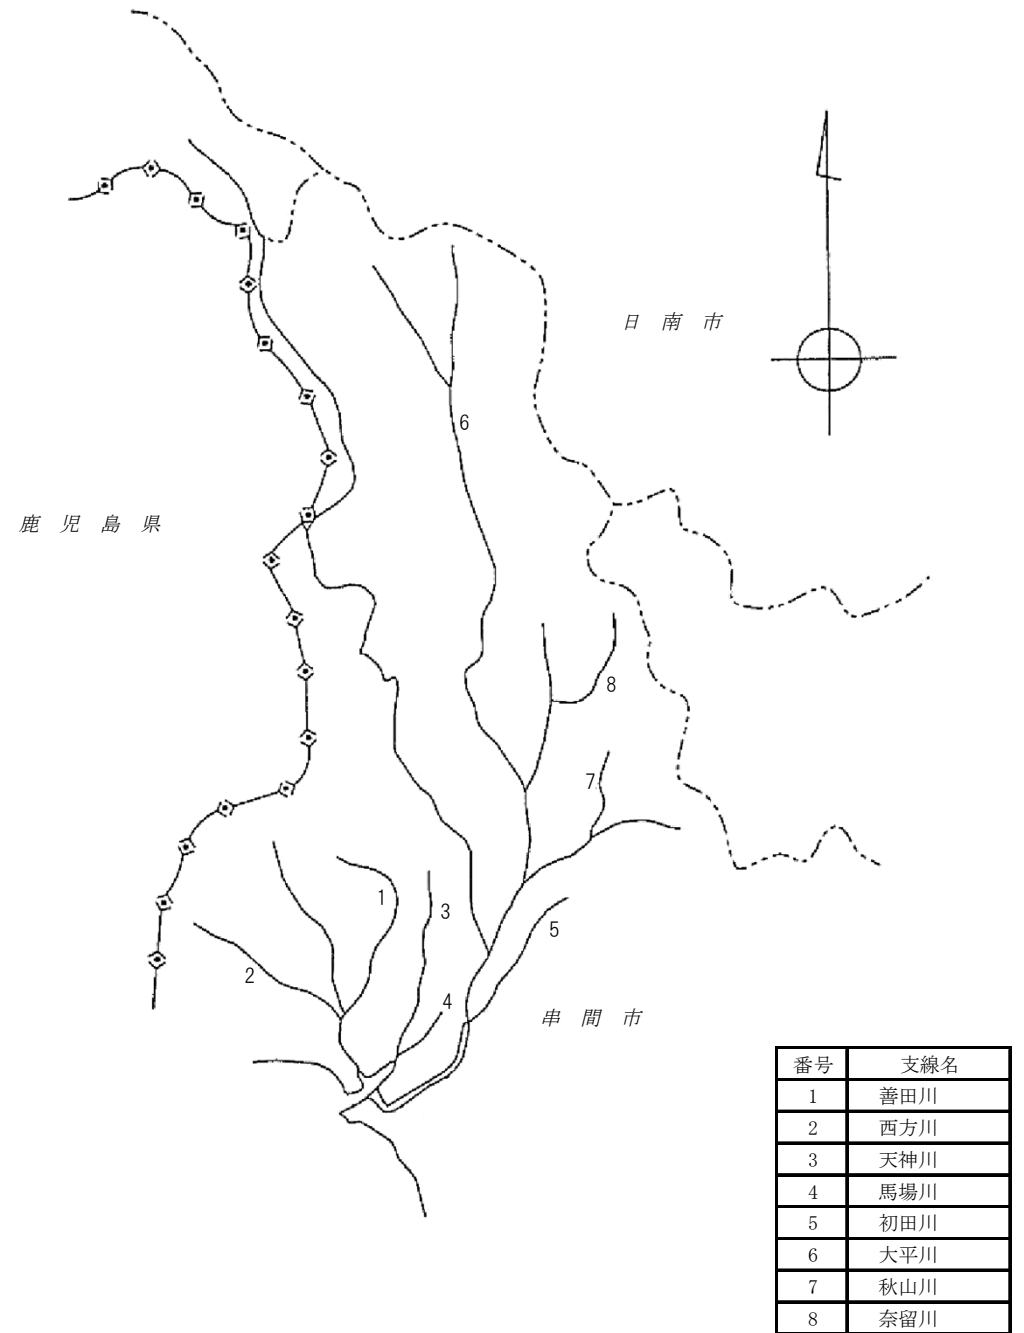 日南市
6
鹿児島県
8
7
1
3
5
2
4
串間市
番号 支線名
1 善田川
2 西方川
3 天神川
4 馬場川
5 初田川
6 大平川
7 秋山川
8 奈留川